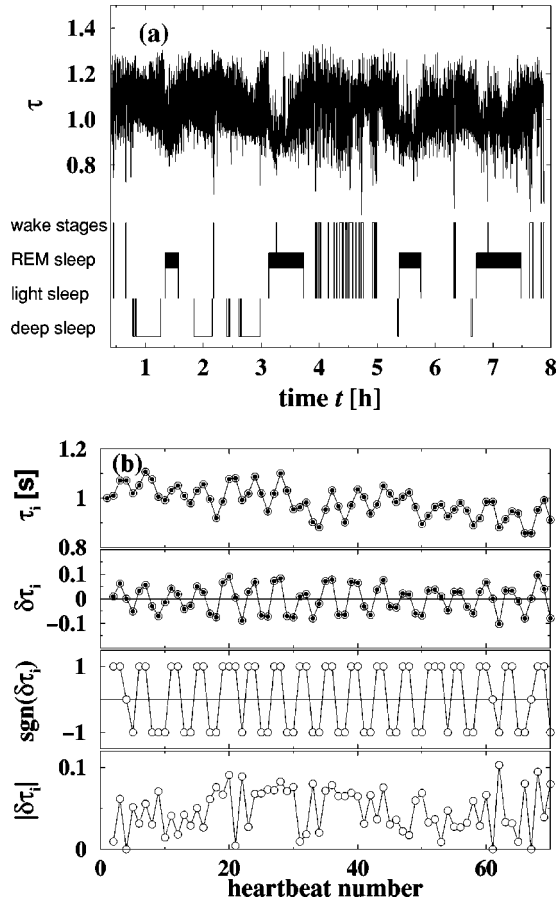 (a)
1.4
1.2
1.0
0.8
τ
wake stages
REM sleep
light sleep
deep sleep
1 2 3 4 5 6 7 8
time t [h]
(b)
1.2
1
0.8
τi [s]
0.1
0
−0.1
δτi
1
−1
sgn(δτi)
0.1
0
|δτi|
0 20 40 60
heartbeat number